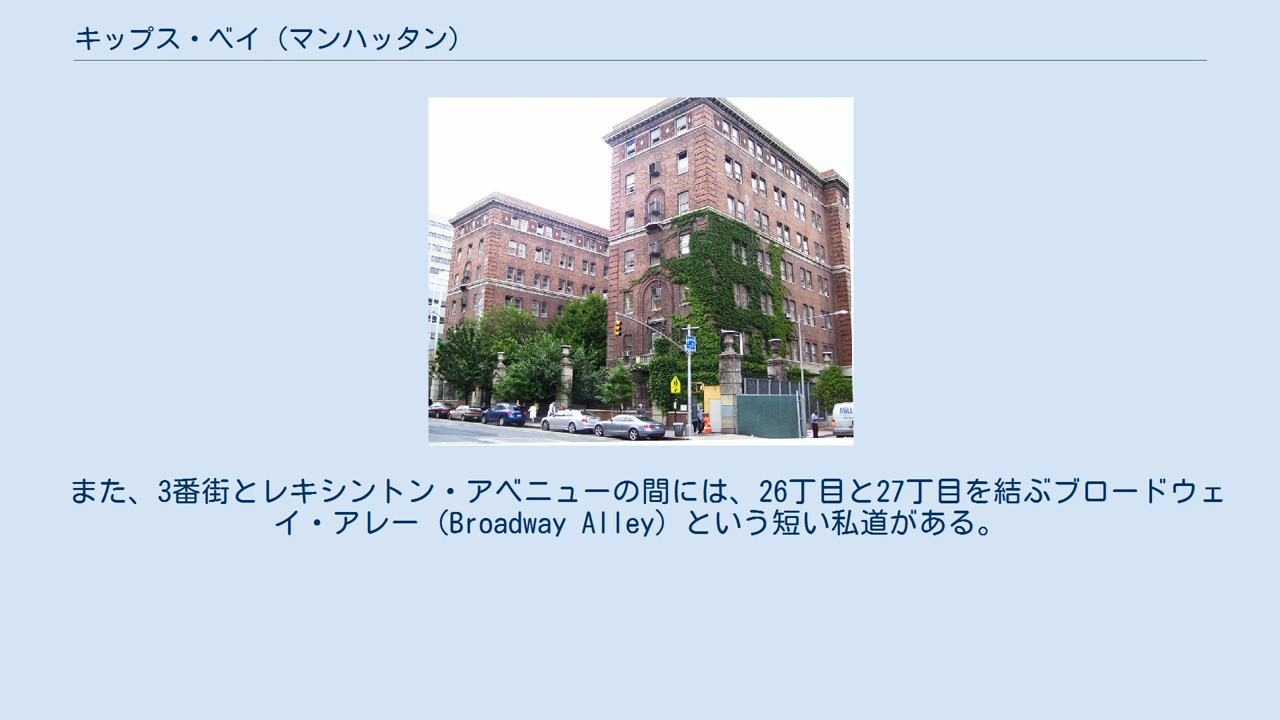 キップス・ベイ（マンハッタン）
また、3番街とレキシントン・アベニューの間には、26丁目と27丁目を結ぶブロードウェ
イ・アレー（Broadway Alley）という短い私道がある。